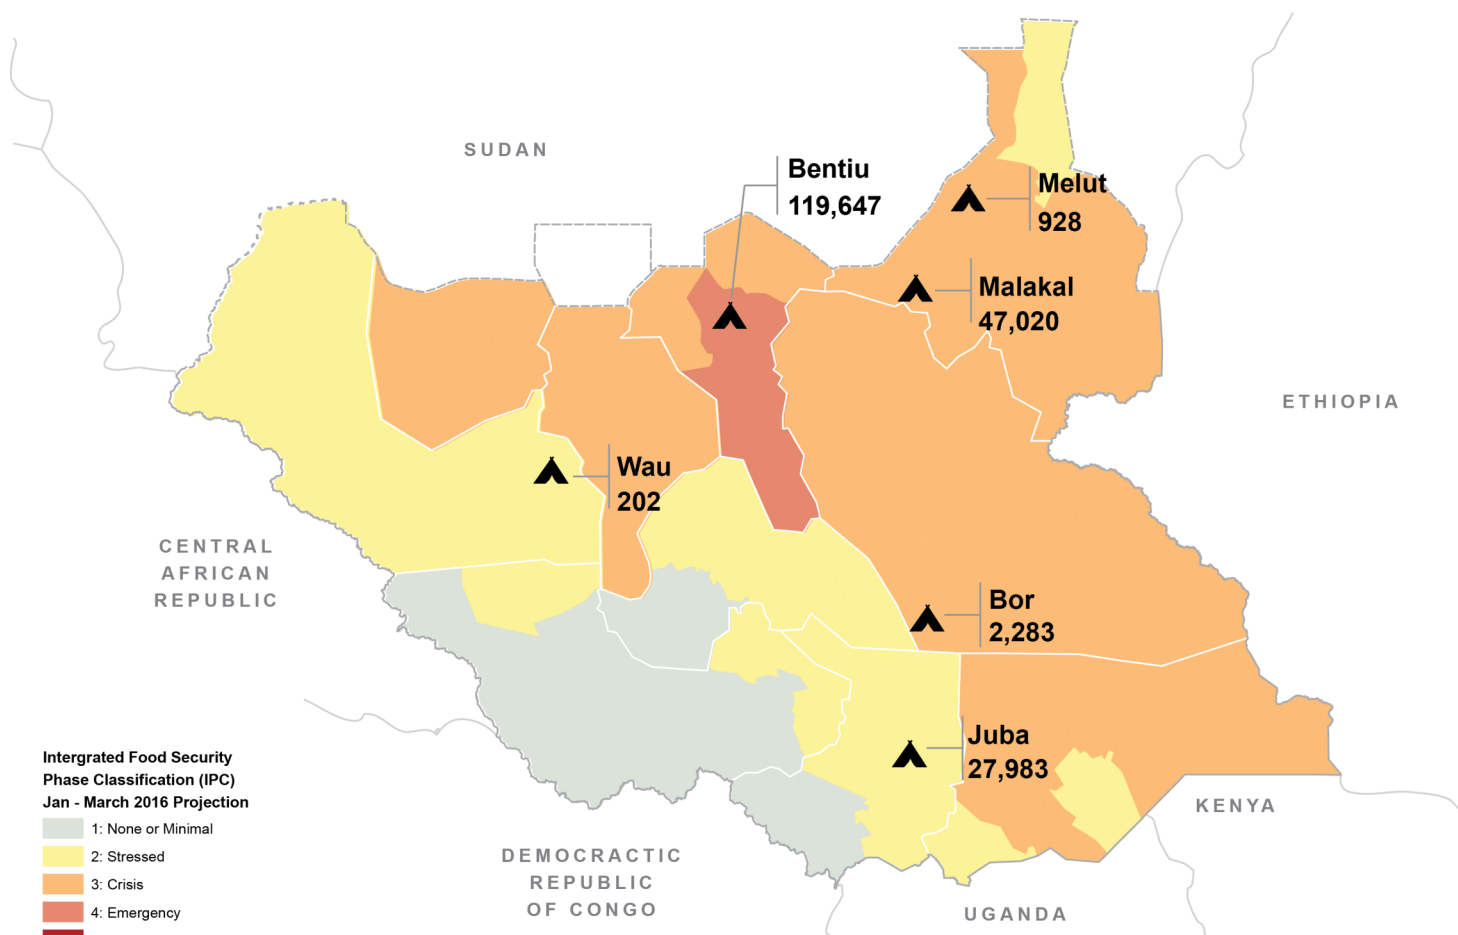 SUDAN
Bentiu
119,647
Melut
928
Malakal
47,020
ETHIOPIA
Wau
202
CENTRAL
AFRICAN
REPUBLIC
Bor
2,283
Juba
27,983
Intergrated Food Security
Phase Classification (IPC)
Jan - March 2016 Projection
1: None or Minimal
2: Stressed
3: Crisis
4: Emergency
KENYA
DEMOCRACTIC
REPUBLIC
OF CONGO
UGANDA